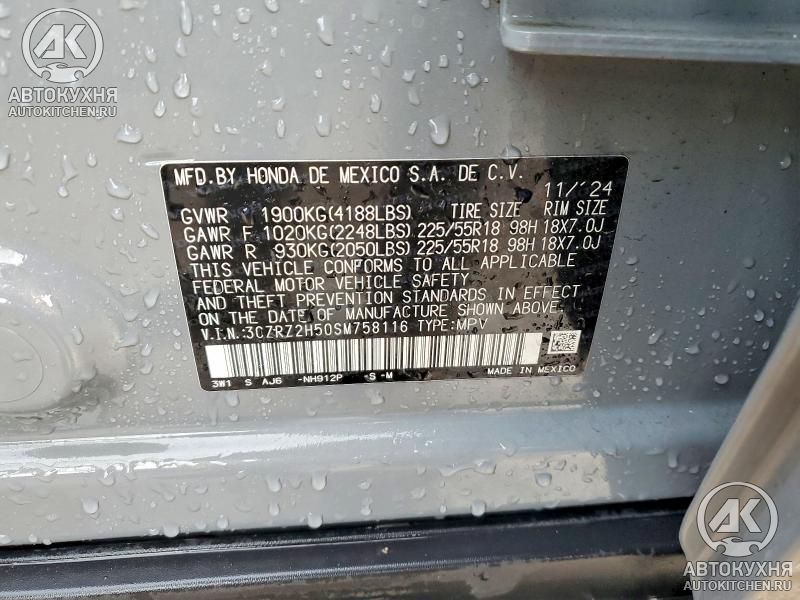 AK
АВТОКУХНЯ
AUTOKITCHEN.RU
MFD.BY HONDA DE MEXICO S.A. DE C.V.
11/'24
GVWR 1900KG(4188LBS) TIRE SIZE RIM SIZE
GAWR F 1020KG(2248LBS) 225/55R18 98H 18X7.0J
GAWR R 930KG(2050LBS) 225/55R18 98H 18X7.0J
THIS VEHICLE CONFORMS TO ALL APPLICABLE
FEDERAL MOTOR VEHICLE SAFETY
AND THEFT PREVENTION STANDARDS IN EFFECT
ON THE DATE OF MANUFACTURE SHOWN ABOVE.
V.I.N.3CZRZ2H50SM758116 TYPE:MPV
3W1 S AJ6 -NH912P -S -M MADE IN MEXICO
AK
АВТОКУХНЯ
AUTOKITCHEN.RU